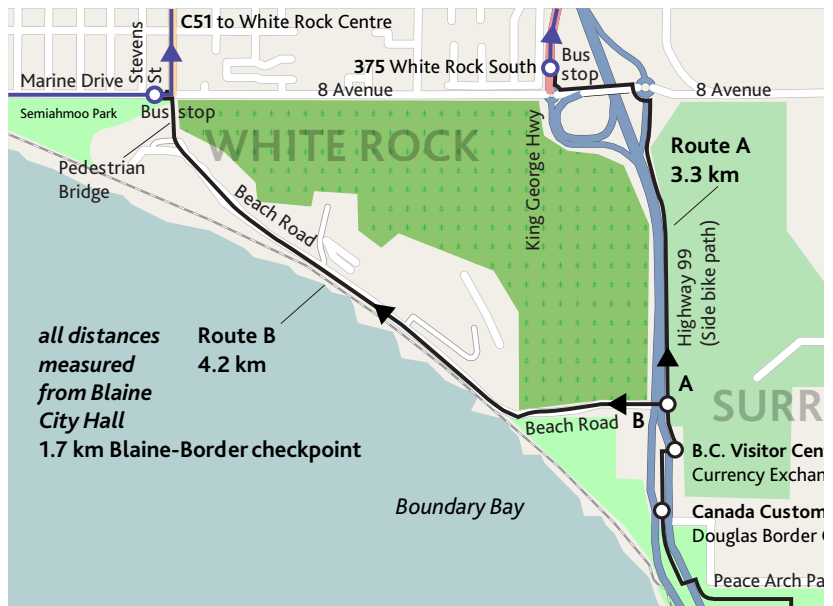 C51 to White Rock Centre
Stevens
St
375 White Rock South
Bus
stop
Marine Drive
8 Avenue
8 Avenue
Semiahmoo Park
Bus stop
WHITE ROCK
King George Hwy
Route A
3.3 km
Pedestrian
Bridge
Beach Road
Highway 99
(Side bike path)
all distances
measured
from Blaine
City Hall
1.7 km Blaine-Border checkpoint
Route B
4.2 km
A
B
SURR
Beach Road
B.C. Visitor Cen
Currency Exchan
Boundary Bay
Canada Custom
Douglas Border
Peace Arch Pa